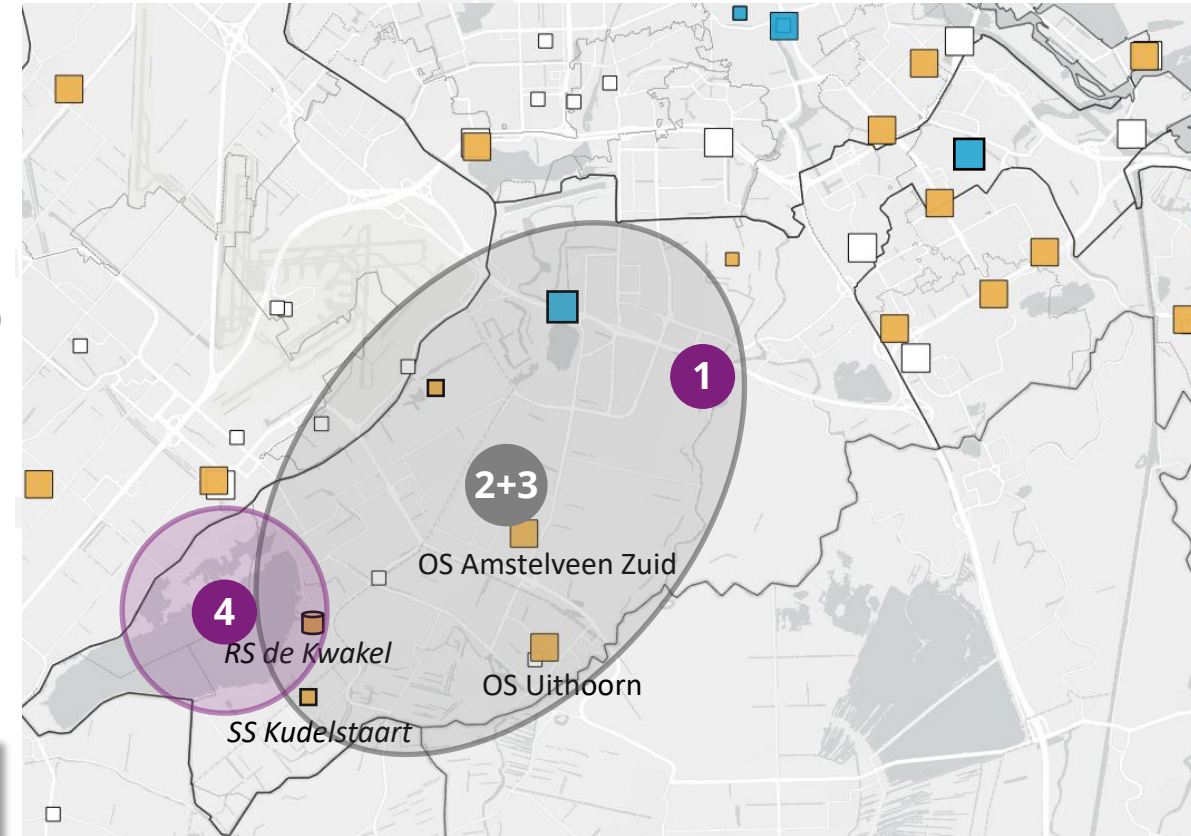 1
2+3
OS Amstelveen Zuid
4
RS de Kwakel
OS Uithoorn
SS Kudelstaart